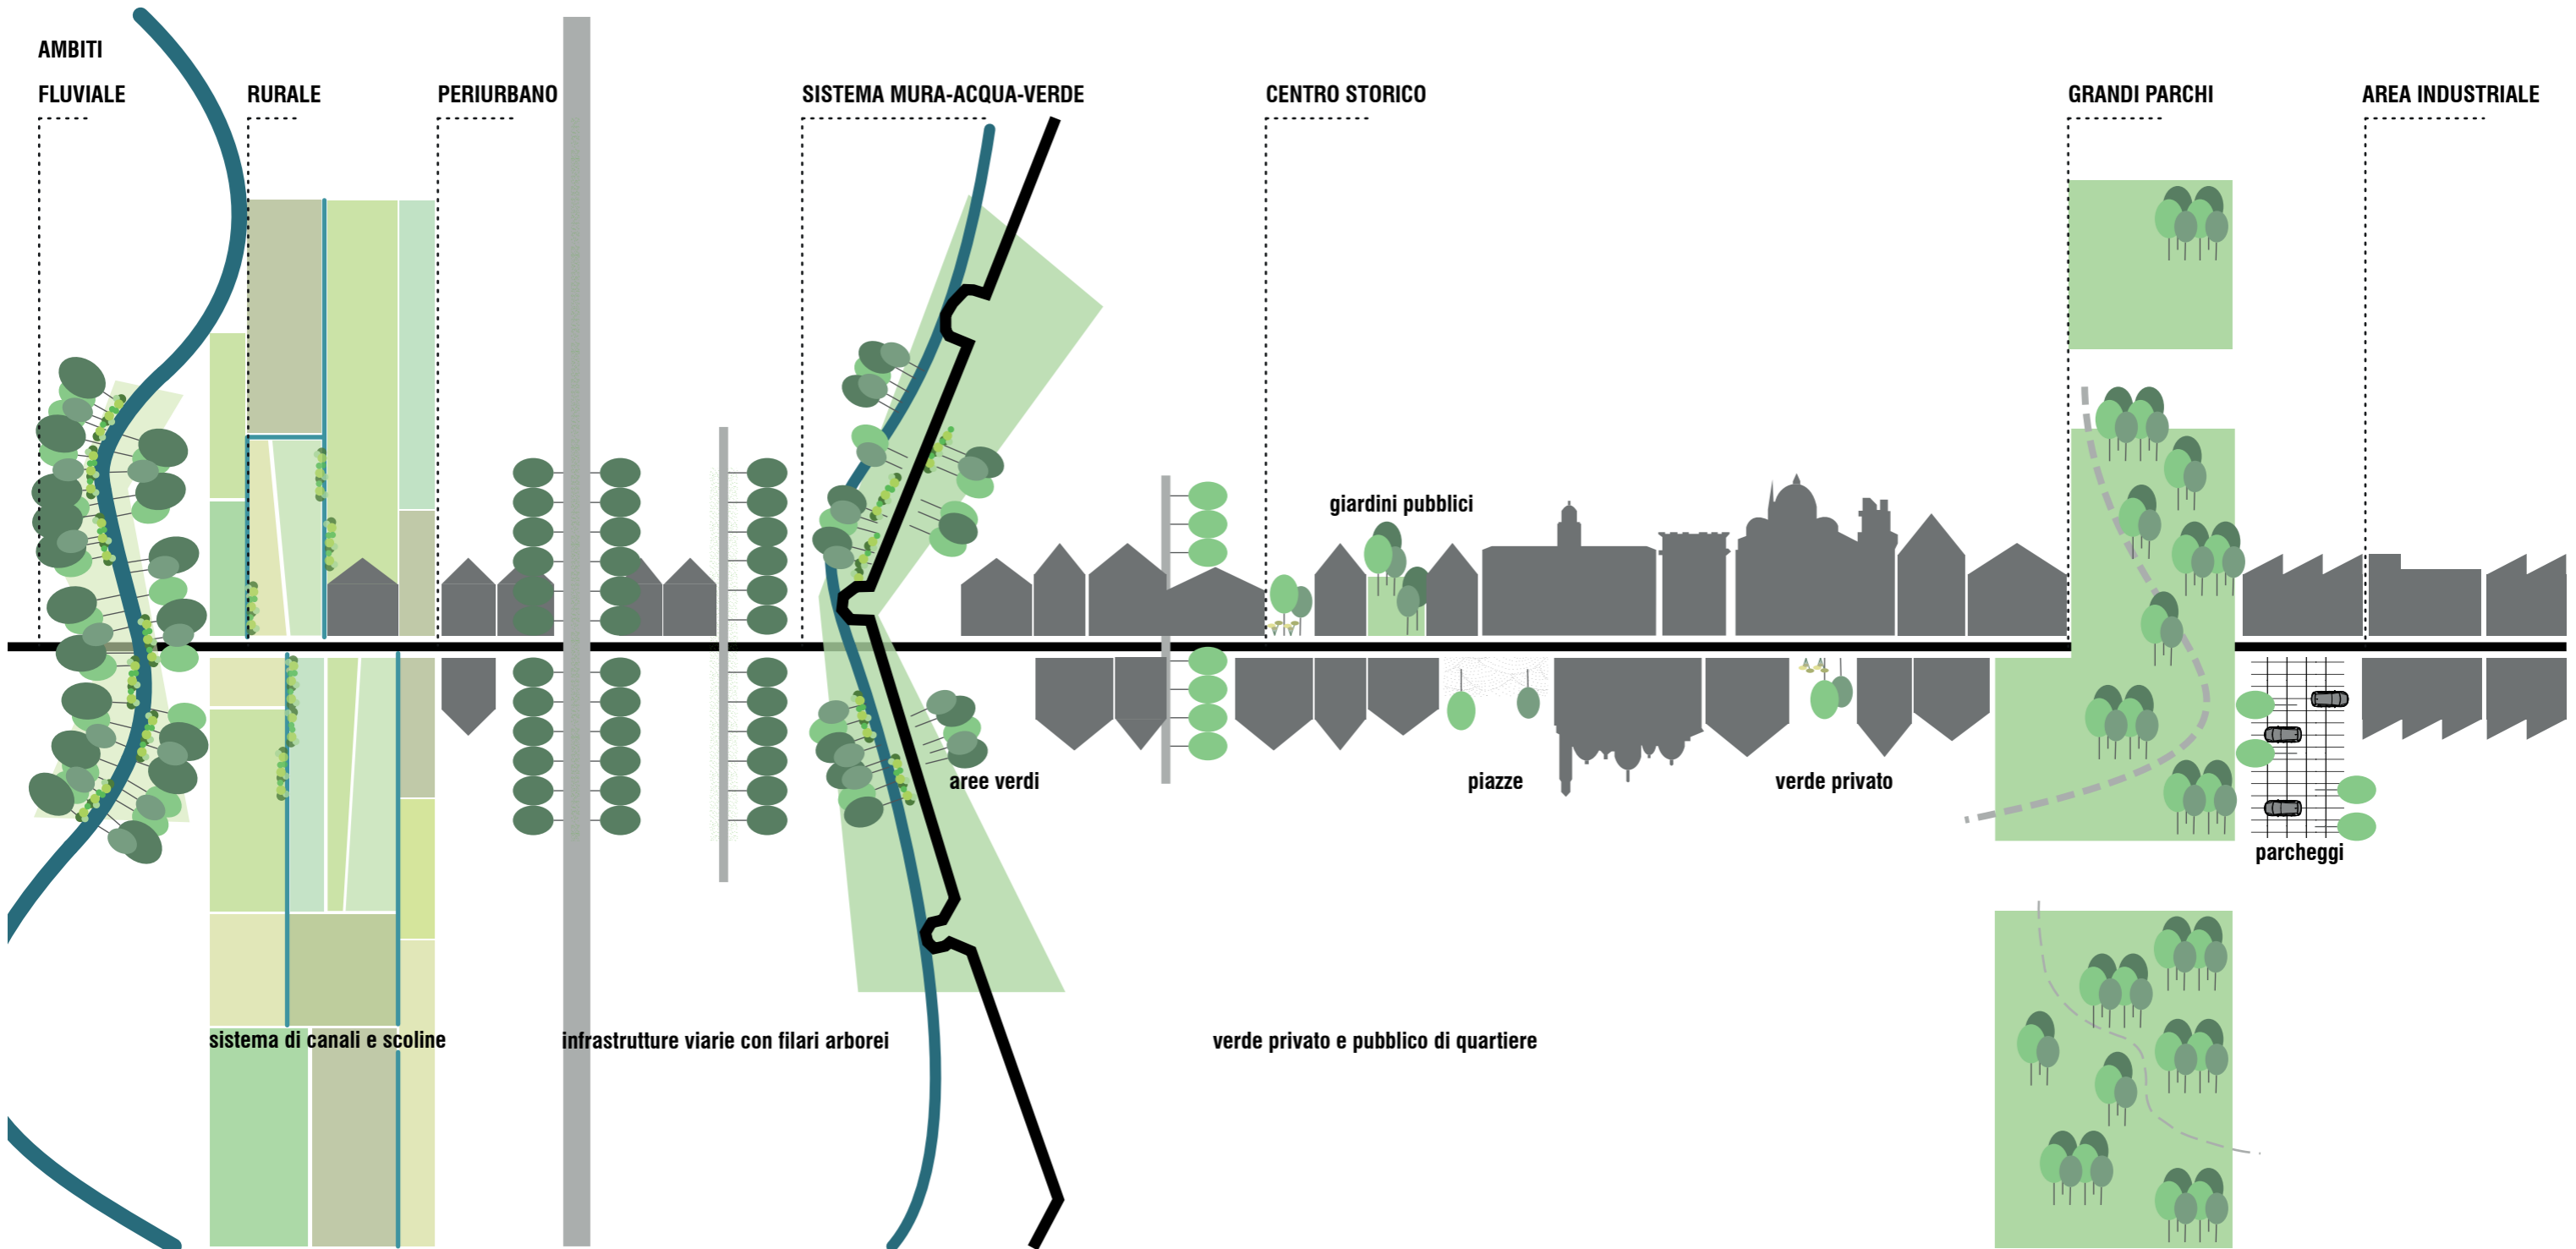 AMBITI
FLUVIALE
RURALE
PERIURBANO
SISTEMA MURA-ACQUA-VERDE
CENTRO STORICO
GRANDI PARCHI
AREA INDUSTRIALE
giardini pubblici
aree verdi
piazze
verde privato
parcheggi
sistema di canali e scoline
infrastrutture viarie con filari arborei
verde privato e pubblico di quartiere